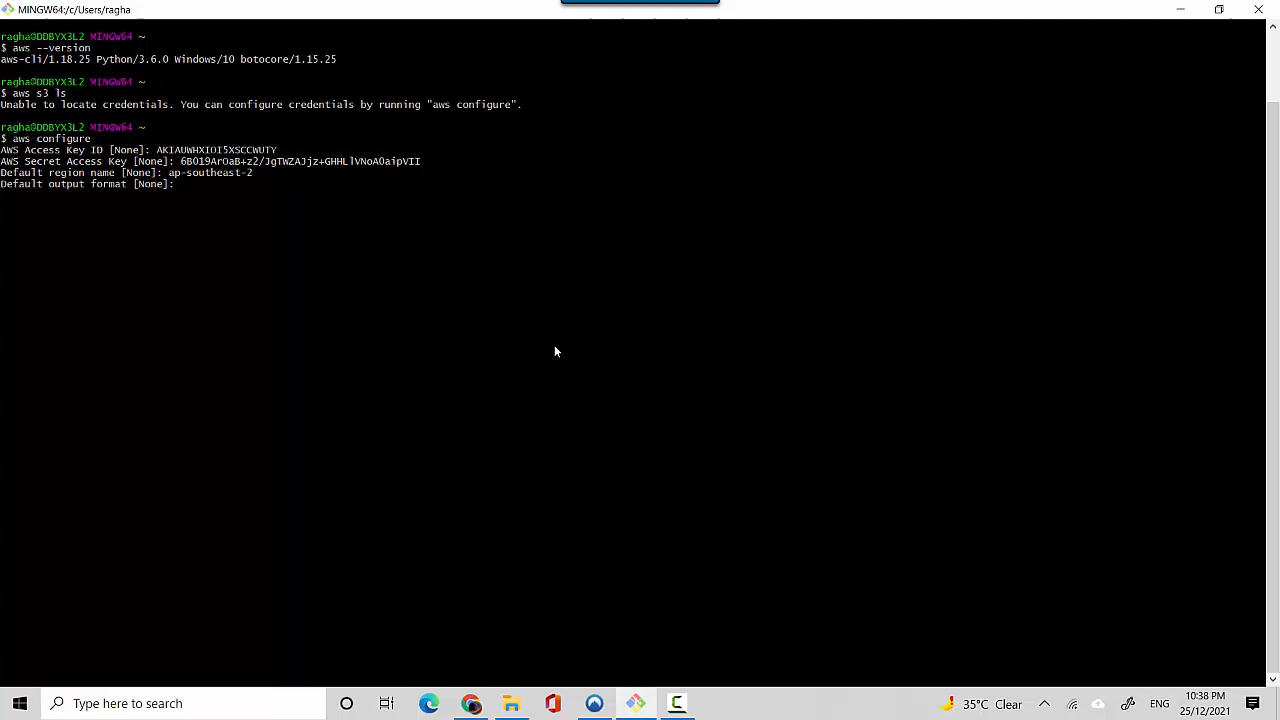 MINGW64:/c/Users/ragha
ragha@DDBYX3L2 MINGW64 ~
$ aws --version
aws-cli/1.18.25 Python/3.6.0 Windows/10 botocore/1.15.25
ragha@DDBYX3L2 MINGW64 ~
$ aws s3 ls
Unable to locate credentials. You can configure credentials by running "aws configure".
ragha@DDBYX3L2 MINGW64 ~
$ aws configure
AWS Access Key ID [None]: AKIAUWHXIOI5XSCCWUTY
AWS Secret Access Key [None]:
Default region name [None]: ap-southeast-2
Default output format [None]:
Type here to search
35°C Clear
ENG
10:38 PM
25/12/2021